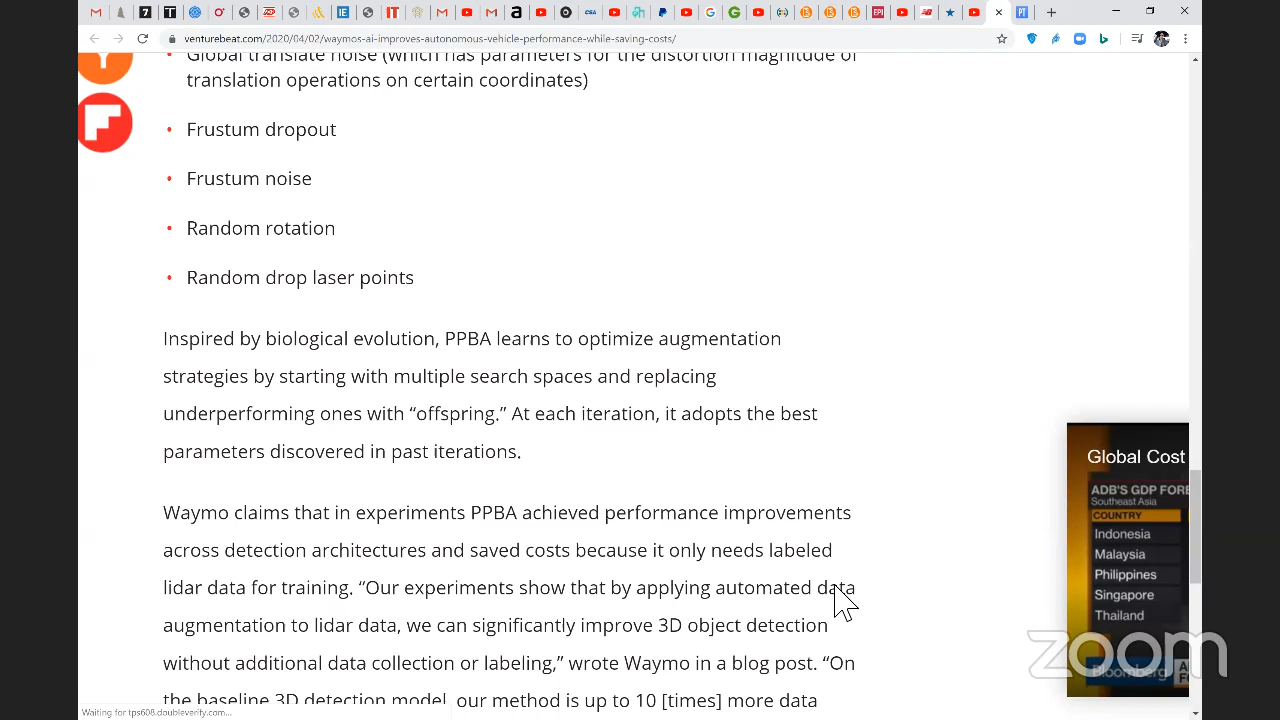 venturebeat.com/2020/04/02/waymos-ai-improves-autonomous-vehicle-performance-while-saving-costs/
Global translate noise (which has parameters for the distortion magnitude of
translation operations on certain coordinates)
Frustum dropout
Frustum noise
Random rotation
Random drop laser points
Inspired by biological evolution, PPBA learns to optimize augmentation
strategies by starting with multiple search spaces and replacing
underperforming ones with “offspring.” At each iteration, it adopts the best
parameters discovered in past iterations.
Waymo claims that in experiments PPBA achieved performance improvements
across detection architectures and saved costs because it only needs labeled
lidar data for training. “Our experiments show that by applying automated data
augmentation to lidar data, we can significantly improve 3D object detection
without additional data collection or labeling,” wrote Waymo in a blog post. “On
the baseline 3D detection model, our method is up to 10 [times] more data
Global Cost
ADB'S GDP FORE
Southeast Asia
COUNTRY
Indonesia
Malaysia
Philippines
Singapore
Thailand
Bloomberg
zoom
Waiting for tps608.doubleverify.com...